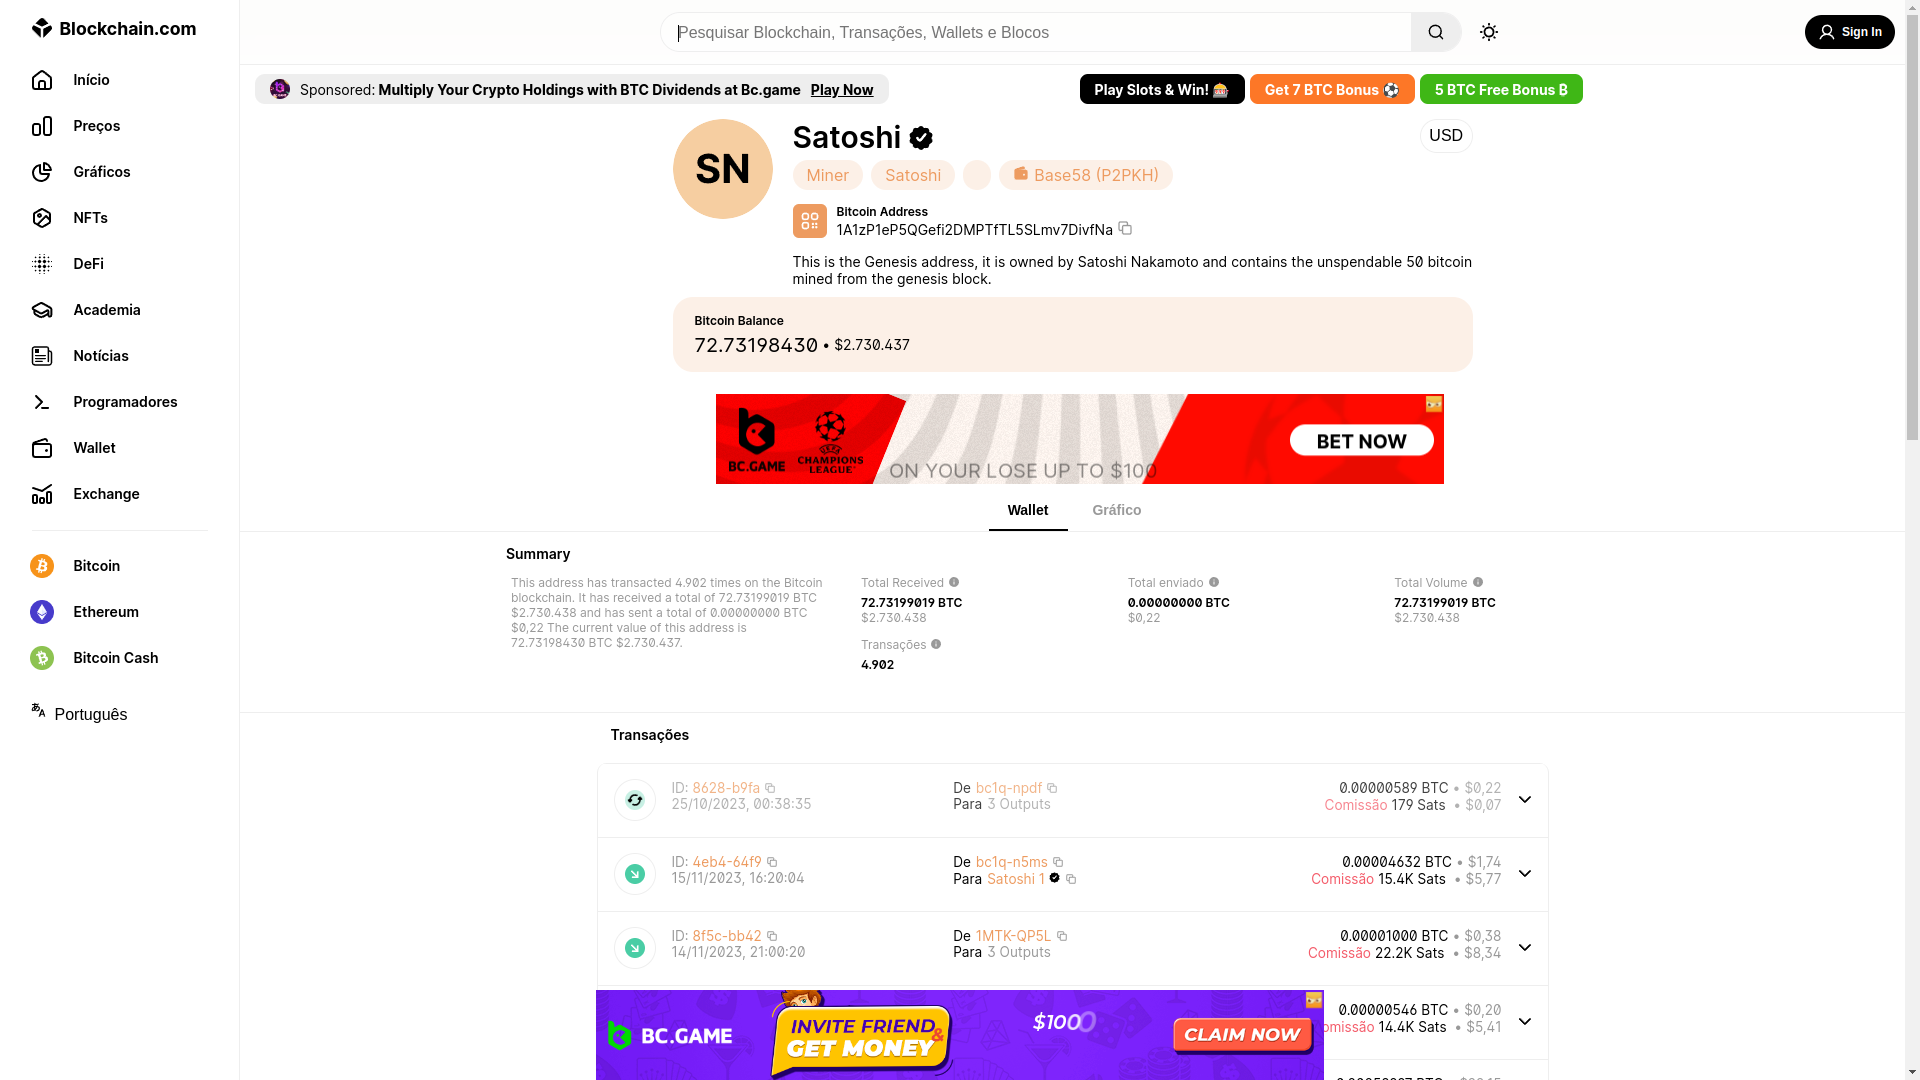 Blockchain.com
Pesquisar Blockchain, Transações, Wallets e Blocos
Sign In
Início
Preços
Gráficos
NFTs
DeFi
Academia
Notícias
Programadores
Wallet
Exchange
Bitcoin
Ethereum
Bitcoin Cash
Português
Sponsored: Multiply Your Crypto Holdings with BTC Dividends at Bc.game Play Now
Play Slots & Win! 🎰
Get 7 BTC Bonus ⚽
5 BTC Free Bonus ₿
SN
Satoshi
USD
Miner
Satoshi
Base58 (P2PKH)
Bitcoin Address
1A1zP1eP5QGefi2DMPTfTL5SLmv7DivfNa
This is the Genesis address, it is owned by Satoshi Nakamoto and contains the unspendable 50 bitcoin
mined from the genesis block.
Bitcoin Balance
72.73198430 • $2.730.437
BC.GAME
CHAMPIONS
LEAGUE
ON YOUR LOSE UP TO $100
BET NOW
Wallet
Gráfico
Summary
This address has transacted 4.902 times on the Bitcoin
blockchain. It has received a total of 72.73199019 BTC
$2.730.438 and has sent a total of 0.00000000 BTC
$0,22 The current value of this address is
72.73198430 BTC $2.730.437.
Total Received
72.73199019 BTC
$2.730.438
Total enviado
0.00000000 BTC
$0,22
Total Volume
72.73199019 BTC
$2.730.438
Transações
4.902
Transações
ID: 8628-b9fa
25/10/2023, 00:38:35
De bc1q-npdf
Para 3 Outputs
0.00000589 BTC • $0,22
Comissão 179 Sats • $0,07
ID: 4eb4-64f9
15/11/2023, 16:20:04
De bc1q-n5ms
Para Satoshi 1
0.00004632 BTC • $1,74
Comissão 15.4K Sats • $5,77
ID: 8f5c-bb42
14/11/2023, 21:00:20
De 1MTK-QP5L
Para 3 Outputs
0.00001000 BTC • $0,38
Comissão 22.2K Sats • $8,34
0.00000546 BTC • $0,20
omissão 14.4K Sats • $5,41
BC.GAME
INVITE FRIEND &
GET MONEY
$1000
CLAIM NOW